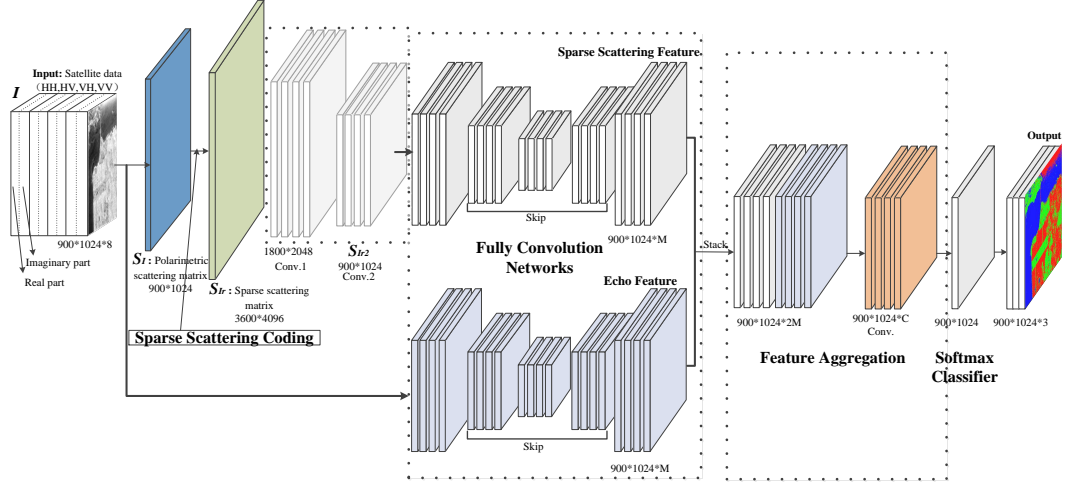 Input: Satellite data
(HH,HV,VH,VV)
I
900*1024*8
Imaginary part
Real part
S_I : Polarimetric
scattering matrix
900*1024
S_Ir : Sparse scattering
matrix
3600*4096
Sparse Scattering Coding
1800*2048
Conv.1
S_Ir2
900*1024
Conv.2
Sparse Scattering Feature
Skip
900*1024*M
Fully Convolution
Networks
Echo Feature
Skip
900*1024*M
Stack
900*1024*2M
900*1024*C
Conv.
Feature Aggregation
900*1024
Softmax
Classifier
Output
900*1024*3